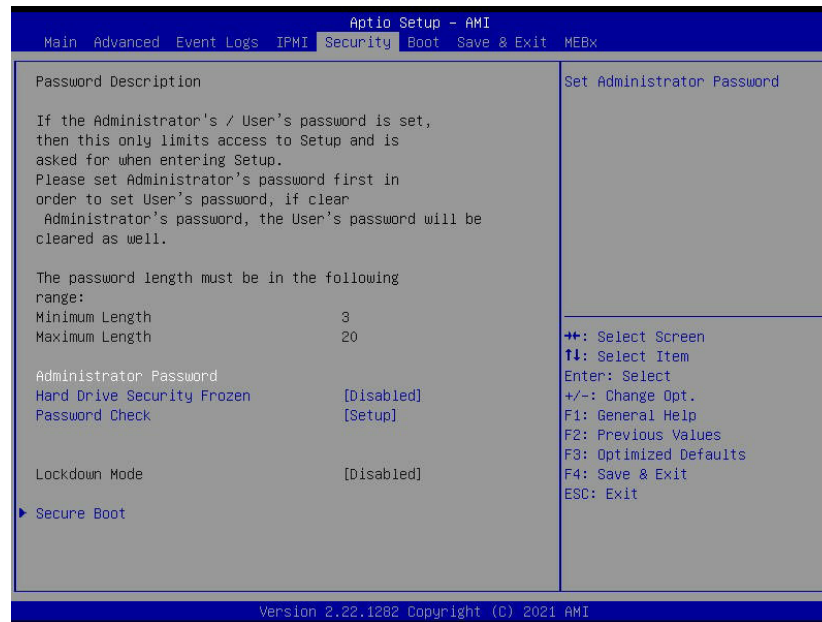 Aptio Setup – AMI
Main Advanced Event Logs IPMI Security Boot Save & Exit MEBx
Password Description
If the Administrator's / User's password is set,
then this only limits access to Setup and is
asked for when entering Setup.
Please set Administrator's password first in
order to set User's password, if clear
Administrator's password, the User's password will be
cleared as well.
The password length must be in the following
range:
Minimum Length 3
Maximum Length 20
Administrator Password
Hard Drive Security Frozen [Disabled]
Password Check [Setup]
Lockdown Mode [Disabled]
Secure Boot
Set Administrator Password
→←: Select Screen
↑↓: Select Item
Enter: Select
+/-: Change Opt.
F1: General Help
F2: Previous Values
F3: Optimized Defaults
F4: Save & Exit
ESC: Exit
Version 2.22.1282 Copyright (C) 2021 AMI